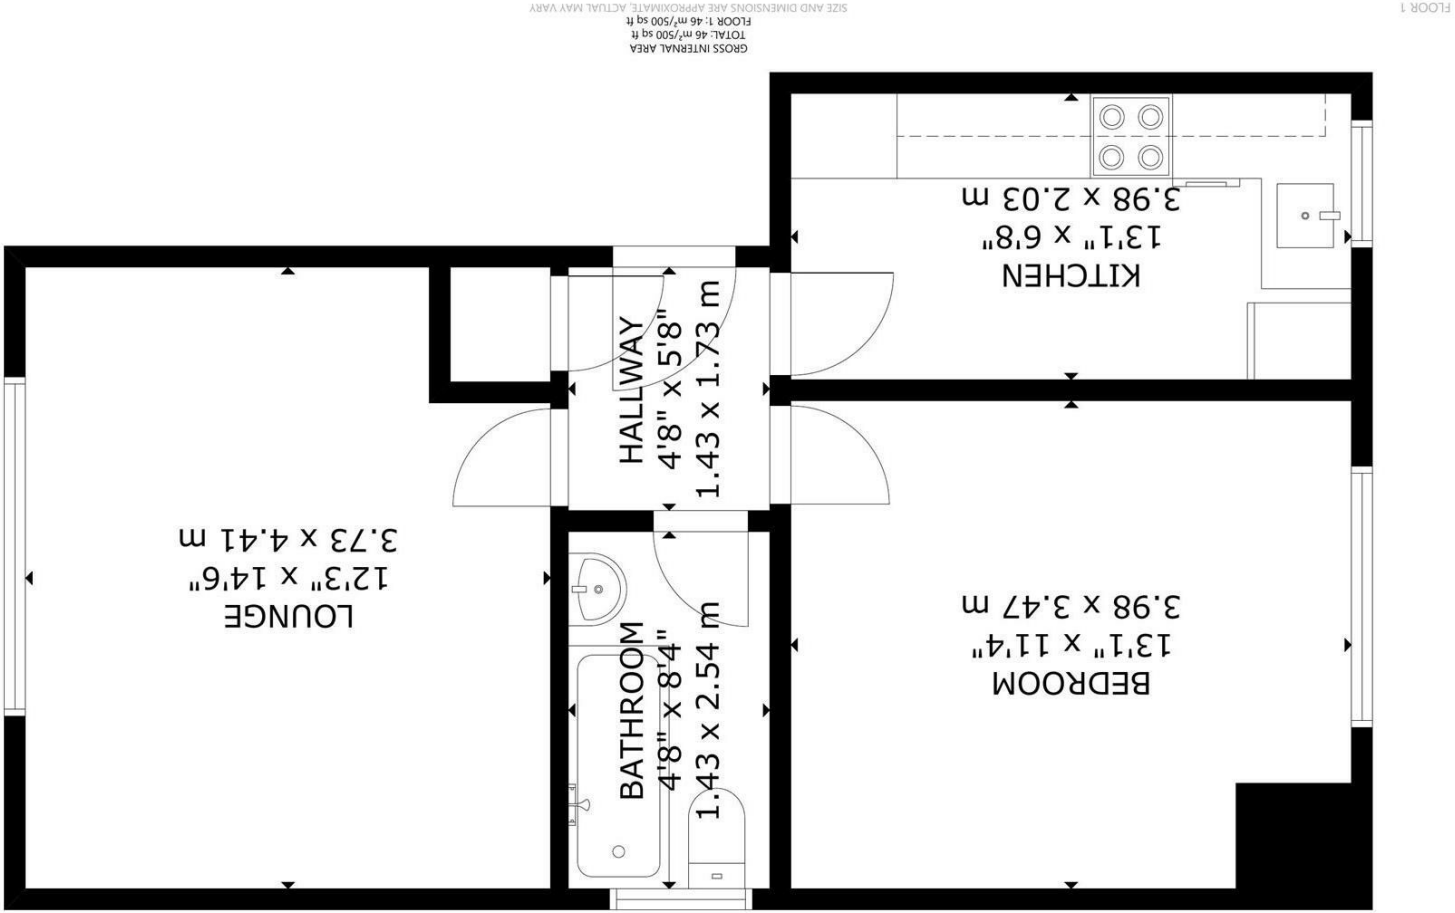 FLOOR 1
SIZE AND DIMENSIONS ARE APPROXIMATE, ACTUAL MAY VARY
GROSS INTERNAL AREA
TOTAL: 46 m²/500 sq ft
FLOOR 1: 46 m²/500 sq ft
KITCHEN
13'1" x 6'8"
3.98 x 2.03 m
HALLWAY
4'8" x 5'8"
1.43 x 1.73 m
LOUNGE
12'3" x 14'6"
3.73 x 4.41 m
BATHROOM
4'8" x 8'4"
1.43 x 2.54 m
BEDROOM
13'1" x 11'4"
3.98 x 3.47 m